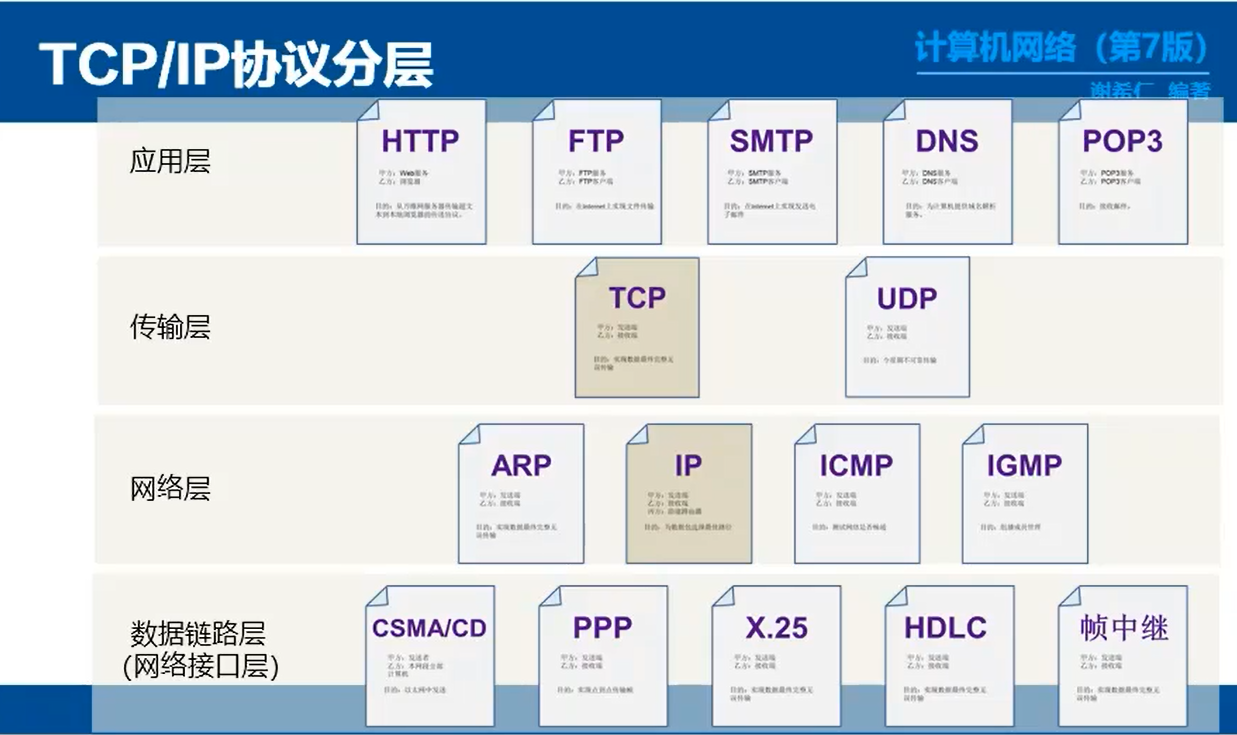 TCP/IP协议分层
计算机网络（第7版）
谢希仁 编著
应用层
HTTP
甲方：Web服务
乙方：浏览器
目的：从万维网服务器传输超文
本到本地浏览器的传送协议。
FTP
甲方：FTP服务
乙方：FTP客户端
目的：在internet上实现文件传输
SMTP
甲方：SMTP服务
乙方：SMTP客户端
目的：在internet上实现发送电
子邮件
DNS
甲方：DNS服务
乙方：DNS客户端
目的：为计算机提供域名解析
服务。
POP3
甲方：POP3服务
乙方：POP3客户端
目的：接收邮件。
传输层
TCP
甲方：发送端
乙方：接收端
目的：实现数据最终完整无
误传输
UDP
甲方：发送端
乙方：接收端
目的：不可靠传输
网络层
ARP
甲方：发送端
乙方：接收端
目的：实现数据最终完整无
误传输
IP
甲方：发送端
乙方：接收端
丙方：沿途路由器
目的：为数据包选择最佳路径
ICMP
甲方：发送端
乙方：接收端
目的：测试网络是否畅通
IGMP
甲方：发送端
乙方：接收端
目的：组播成员管理
数据链路层
(网络接口层)
CSMA/CD
甲方：发送者
乙方：本网段全部
计算机
目的：以太网中发送
PPP
甲方：发送端
乙方：接收端
目的：实现点到点传输帧
X.25
甲方：发送端
乙方：接收端
目的：实现数据最终完整无
误传输
HDLC
甲方：发送端
乙方：接收端
目的：实现数据最终完整无
误传输
帧中继
甲方：发送端
乙方：接收端
目的：实现数据最终完整无
误传输